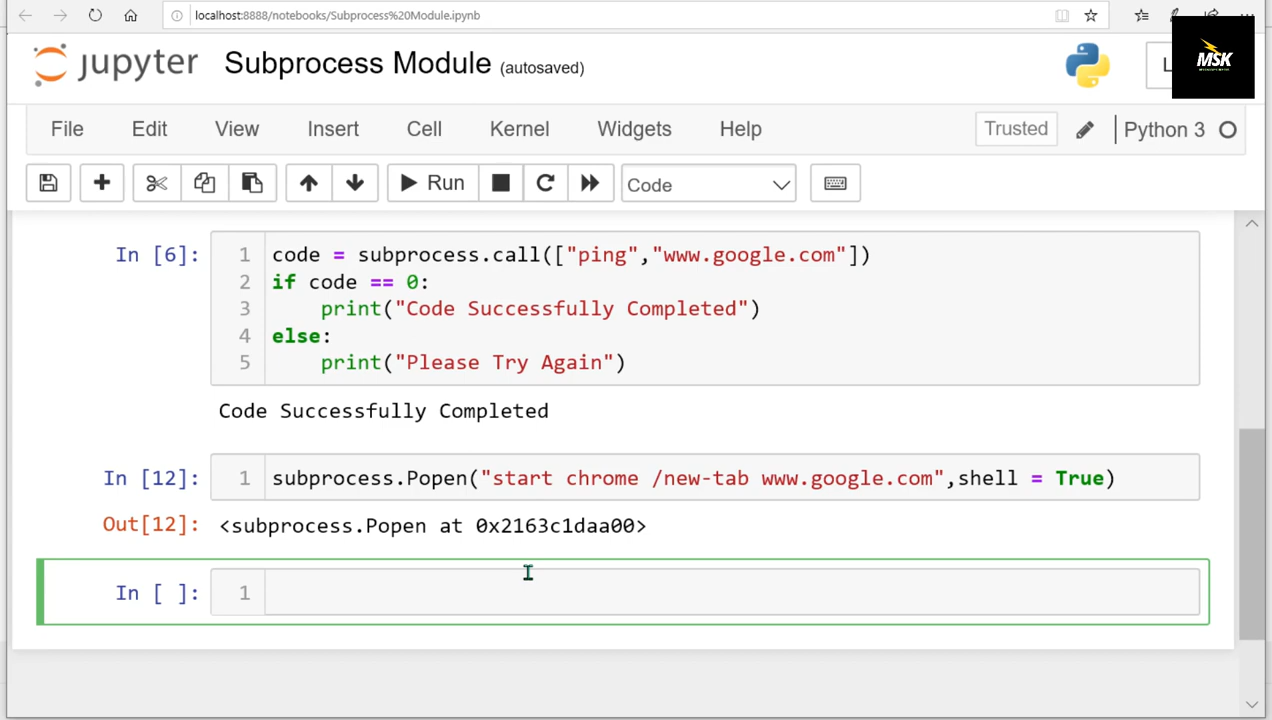 localhost:8888/notebooks/Subprocess%20Module.ipynb
jupyter Subprocess Module (autosaved)
MSK
File Edit View Insert Cell Kernel Widgets Help Trusted Python 3
Run Code
In [6]: 1 code = subprocess.call(["ping","www.google.com"])
2 if code == 0:
3     print("Code Successfully Completed")
4 else:
5     print("Please Try Again")
Code Successfully Completed
In [12]: 1 subprocess.Popen("start chrome /new-tab www.google.com",shell = True)
Out[12]: <subprocess.Popen at 0x2163c1daa00>
In [ ]: 1